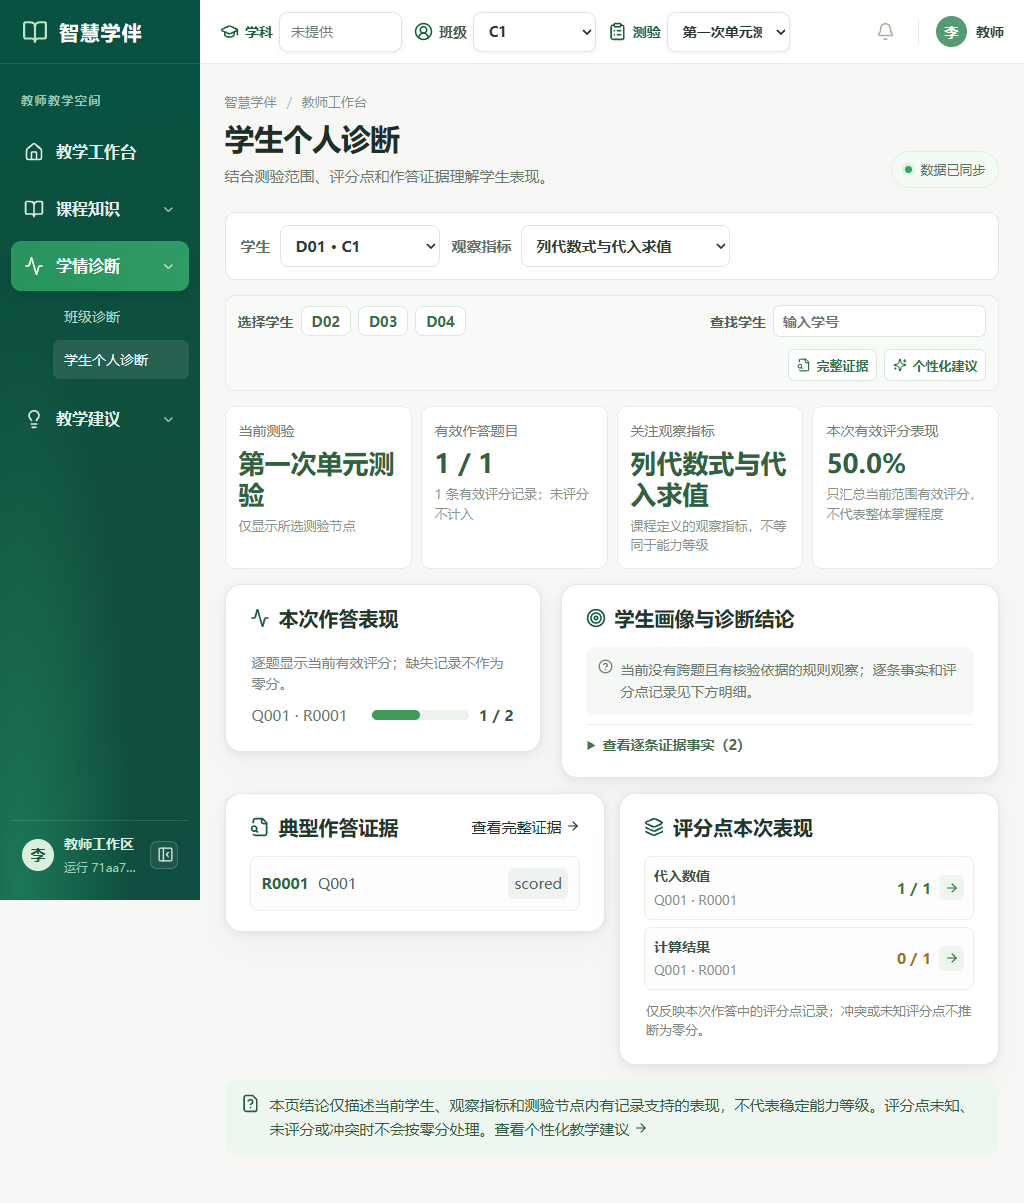 智慧学伴
学科
未提供
班级
C1
测验
第一次单元测
李
教师
教师教学空间
教学工作台
课程知识
学情诊断
班级诊断
学生个人诊断
教学建议
李
教师工作区
运行 71aa7...
智慧学伴 / 教师工作台
学生个人诊断
结合测验范围、评分点和作答证据理解学生表现。
数据已同步
学生
D01 • C1
观察指标
列代数式与代入求值
选择学生
D02
D03
D04
查找学生
输入学号
完整证据
个性化建议
当前测验
第一次单元测
验
仅显示所选测验节点
有效作答题目
1 / 1
1 条有效评分记录；未评分
不计入
关注观察指标
列代数式与代
入求值
课程定义的观察指标，不等
同于能力等级
本次有效评分表现
50.0%
只汇总当前范围有效评分，
不代表整体掌握程度
本次作答表现
逐题显示当前有效评分；缺失记录不作为
零分。
Q001 · R0001
1 / 2
学生画像与诊断结论
当前没有跨题且有核验依据的规则观察；逐条事实和评
分点记录见下方明细。
查看逐条证据事实（2）
典型作答证据
查看完整证据 →
R0001 Q001
scored
评分点本次表现
代入数值
Q001 · R0001
1 / 1
→
计算结果
Q001 · R0001
0 / 1
→
仅反映本次作答中的评分点记录；冲突或未知评分点不推
断为零分。
本页结论仅描述当前学生、观察指标和测验节点内有记录支持的表现，不代表稳定能力等级。评分点未知、
未评分或冲突时不会按零分处理。查看个性化教学建议 →